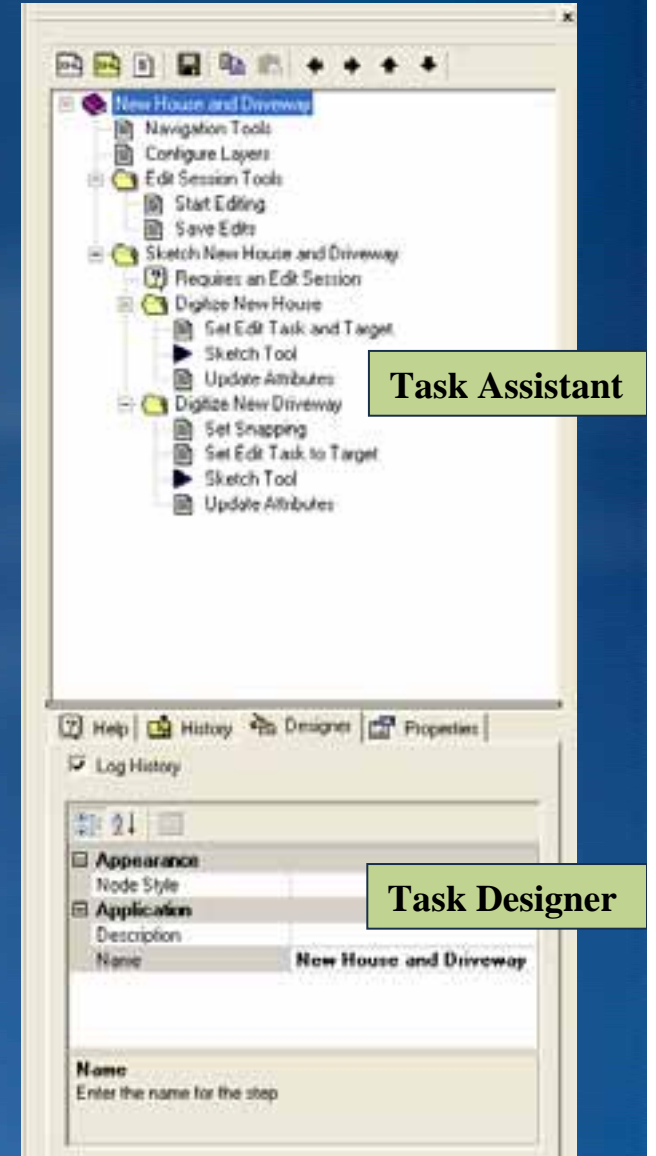 New House and Driveway
Navigation Tools
Configure Layers
Edit Session Tools
Start Editing
Save Edits
Sketch New House and Driveway
Requires an Edit Session
Digitize New House
Set Edit Task and Target
Sketch Tool
Update Attributes
Task Assistant
Digitize New Driveway
Set Snapping
Set Edit Task to Target
Sketch Tool
Update Attributes
Help History Designer Properties
Log History
Appearance
Node Style
Task Designer
Application
Description
Name New House and Driveway
Name
Enter the name for the step